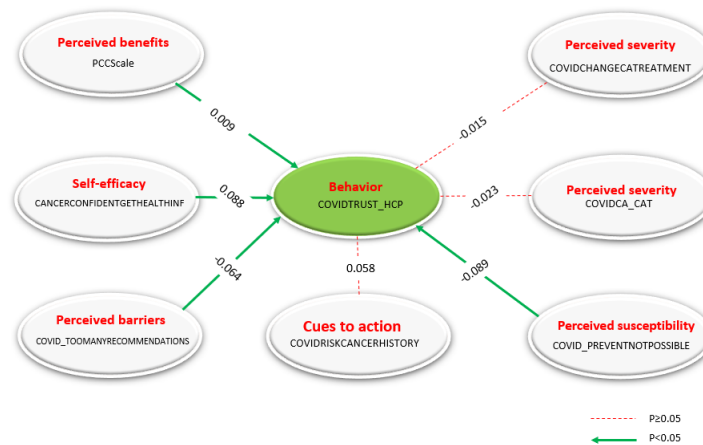 Perceived benefits
PCCScale
Perceived severity
COVIDCHANGECATREATMENT
0.009
-0.015
Self-efficacy
CANCERCONFIDENTGETHEALTHINF
0.088
Behavior
COVIDTRUST_HCP
-0.023
Perceived severity
COVIDCA_CAT
-0.064
0.058
-0.089
Perceived barriers
COVID_TOOMANYRECOMMENDATIONS
Cues to action
COVIDRISKCANCERHISTORY
Perceived susceptibility
COVID_PREVENTNOTPOSSIBLE
P≥0.05
P<0.05